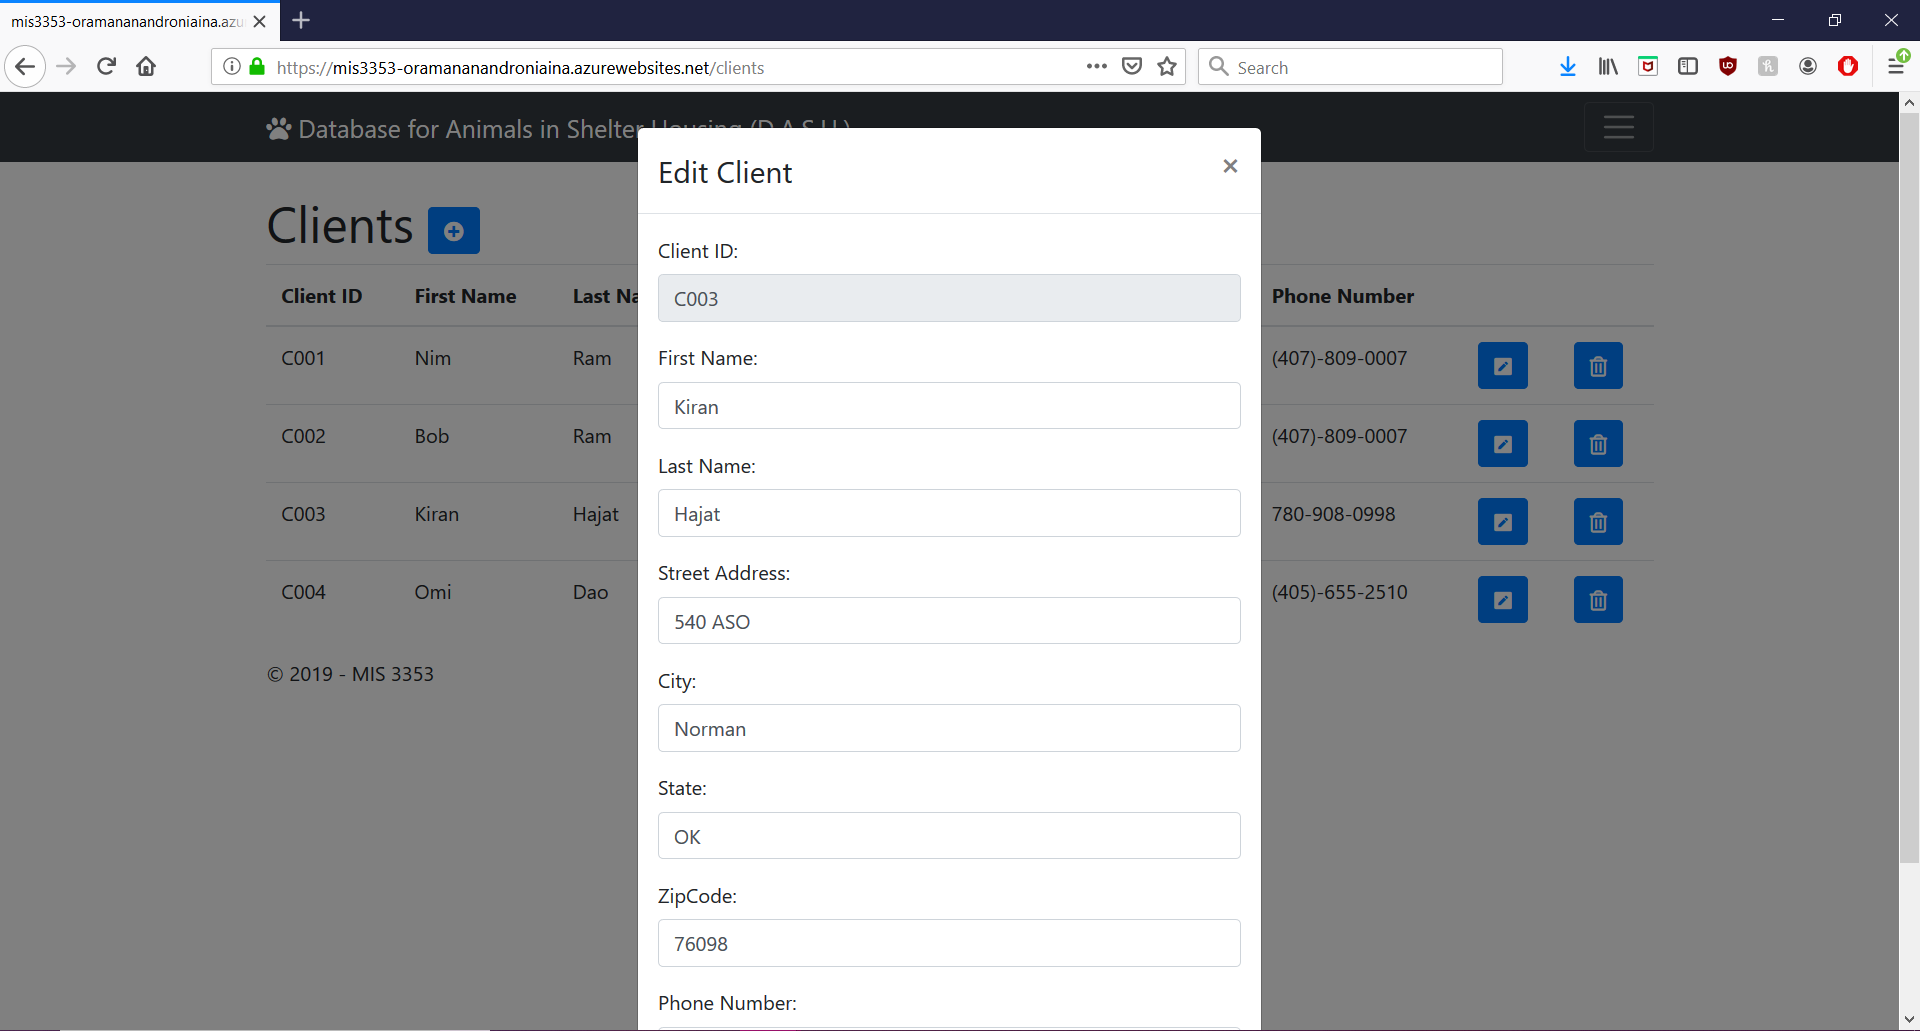 mis3353-oramananandroniaina.azu
https://mis3353-oramananandroniaina.azurewebsites.net/clients
Search
Database for Animals in Shelter Housing (D.A.S.H.)
Edit Client
×
Clients
Client ID:
C003
Client ID First Name Last Na Phone Number
First Name:
C001 Nim Ram (407)-809-0007
Kiran
C002 Bob Ram (407)-809-0007
Last Name:
Hajat
C003 Kiran Hajat 780-908-0998
Street Address:
540 ASO
C004 Omi Dao (405)-655-2510
© 2019 - MIS 3353
City:
Norman
State:
OK
ZipCode:
76098
Phone Number: